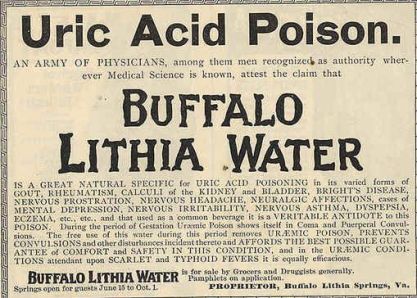 Uric Acid Poison.
AN ARMY OF PHYSICIANS, among them men recognized as authority wher-
ever Medical Science is known, attest the claim that
BUFFALO
LITHIA WATER
IS A GREAT NATURAL SPECIFIC for URIC ACID POISONING in its varied forms of
GOUT, RHEUMATISM, CALCULI of the KIDNEY and BLADDER, BRIGHT'S DISEASE,
NERVOUS PROSTRATION, NERVOUS HEADACHE, NEURALGIC AFFECTIONS, cases of
MENTAL DEPRESSION, NERVOUS IRRITABILITY, NERVOUS ASTHMA, DYSPEPSIA,
ECZEMA, etc., etc., and that used as a common beverage it is a VERITABLE ANTIDOTE to this
POISON. During the period of Gestation Uræmic Poison shows itself in Coma and Puerperal Convul-
sions. The free use of this water during this period removes URÆMIC POISON, PREVENTS
CONVULSIONS and other disturbances incident thereto and AFFORDS THE BEST POSSIBLE GUAR-
ANTEE of COMFORT and SAFETY IN THIS CONDITION, and in the URÆMIC CONDI-
TIONS attendant upon SCARLET and TYPHOID FEVERS it is equally efficacious.
BUFFALO LITHIA WATER is for sale by Grocers and Druggists generally.
Pamphlets on application.
Springs open for guests June 15 to Oct. 1. PROPRIETOR, Buffalo Lithia Springs, Va.